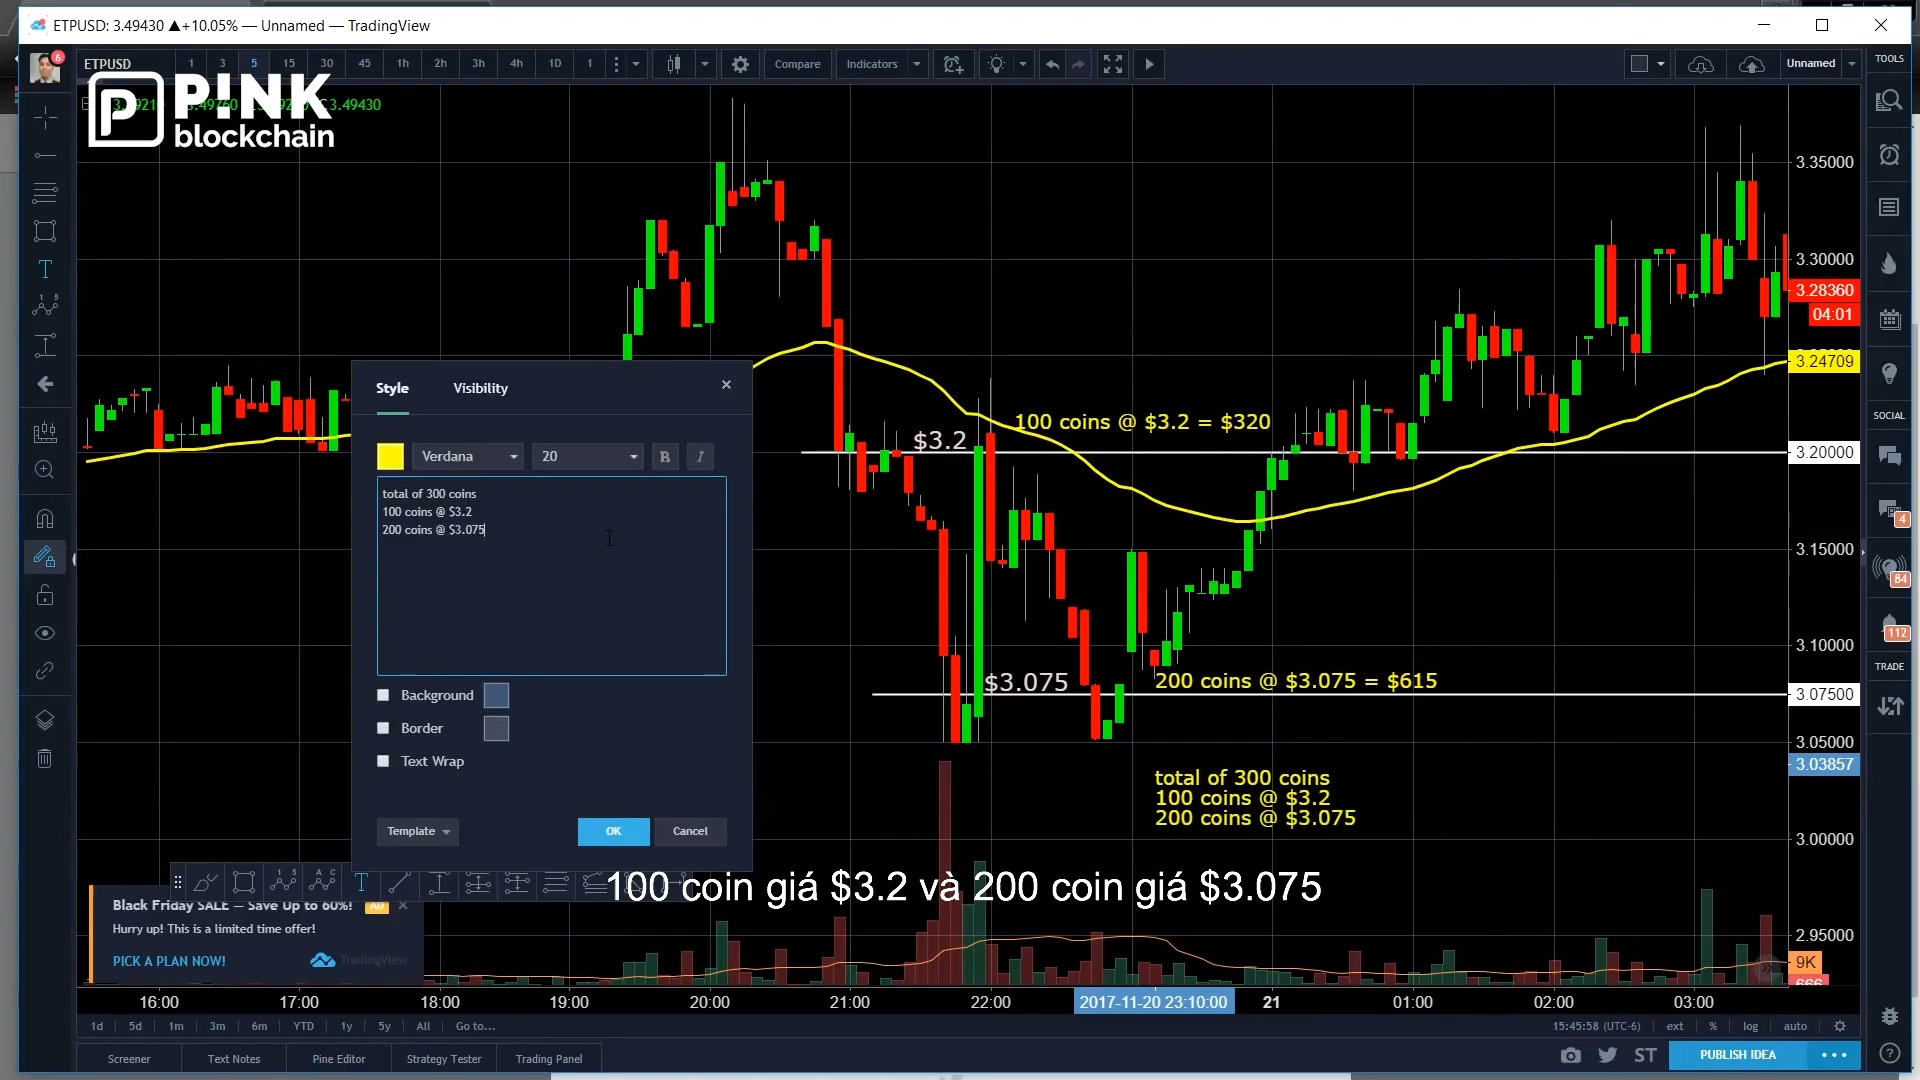 ETPUSD: 3.49430 ▲+10.05% — Unnamed — TradingView
6
ETPUSD
1 3 5 15 30 45 1h 2h 3h 4h 1D 1
Compare
Indicators
Unnamed
TOOLS
3.49430
P!NK
blockchain
3.35000
3.30000
3.28360
04:01
3.24709
3.20000
3.15000
3.10000
3.07500
3.05000
3.03857
3.00000
2.95000
9K
666
SOCIAL
4
84
112
TRADE
Style Visibility
Verdana 20 B I
total of 300 coins
100 coins @ $3.2
200 coins @ $3.075
Background
Border
Text Wrap
Template OK Cancel
$3.2
100 coins @ $3.2 = $320
$3.075
200 coins @ $3.075 = $615
total of 300 coins
100 coins @ $3.2
200 coins @ $3.075
100 coin giá $3.2 và 200 coin giá $3.075
Black Friday SALE — Save Up to 60%! AD
Hurry up! This is a limited time offer!
PICK A PLAN NOW! TradingView
16:00 17:00 18:00 19:00 20:00 21:00 22:00 2017-11-20 23:10:00 21 01:00 02:00 03:00
1d 5d 1m 3m 6m YTD 1y 5y All Go to...
15:45:58 (UTC-6) ext % log auto
Screener Text Notes Pine Editor Strategy Tester Trading Panel
ST PUBLISH IDEA